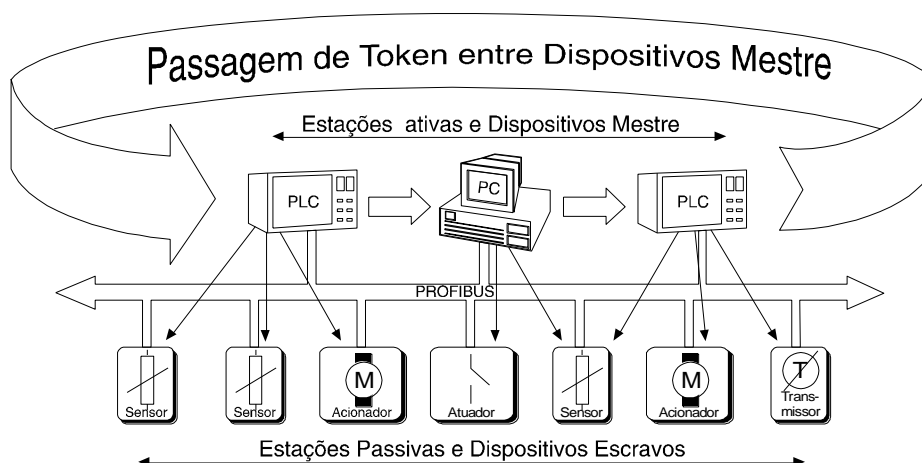 Passagem de Token entre Dispositivos Mestre
Estações ativas e Dispositivos Mestre
PLC
PC
PLC
PROFIBUS
Sensor
Sensor
M
Acionador
Atuador
Sensor
M
Acionador
T
Trans-
missor
Estações Passivas e Dispositivos Escravos